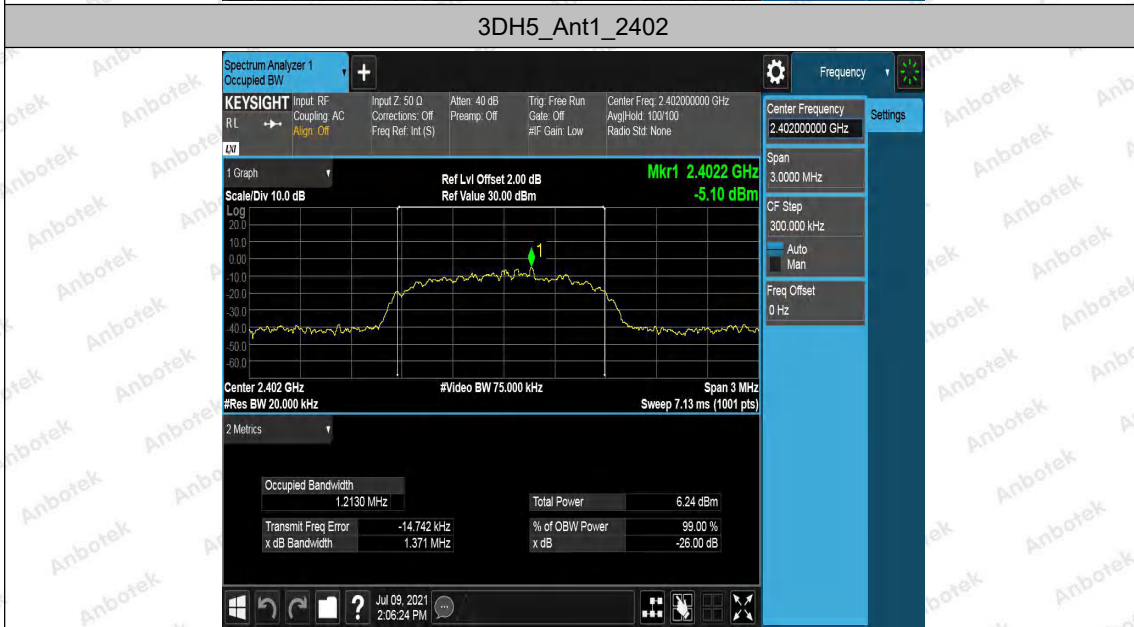 3DH5_Ant1_2402
Spectrum Analyzer 1
Occupied BW
+
Frequency
KEYSIGHT
RL
LXI
Input: RF
Coupling: AC
Align: Off
Input Z: 50 Ω
Corrections: Off
Freq Ref: Int (S)
Atten: 40 dB
Preamp: Off
Trig: Free Run
Gate: Off
#IF Gain: Low
Center Freq: 2.402000000 GHz
Avg|Hold: 100/100
Radio Std: None
Center Frequency
2.402000000 GHz
Settings
Span
3.0000 MHz
CF Step
300.000 kHz
Auto
Man
Freq Offset
0 Hz
1 Graph
Ref Lvl Offset 2.00 dB
Mkr1 2.4022 GHz
Scale/Div 10.0 dB
Ref Value 30.00 dBm
-5.10 dBm
Log
20.0
10.0
0.00
-10.0
-20.0
-30.0
-40.0
-50.0
-60.0
1
Center 2.402 GHz
#Video BW 75.000 kHz
Span 3 MHz
#Res BW 20.000 kHz
Sweep 7.13 ms (1001 pts)
2 Metrics
Occupied Bandwidth
1.2130 MHz
Total Power 6.24 dBm
Transmit Freq Error -14.742 kHz
% of OBW Power 99.00 %
x dB Bandwidth 1.371 MHz
x dB -26.00 dB
?
Jul 09, 2021
2:06:24 PM
Anbotek